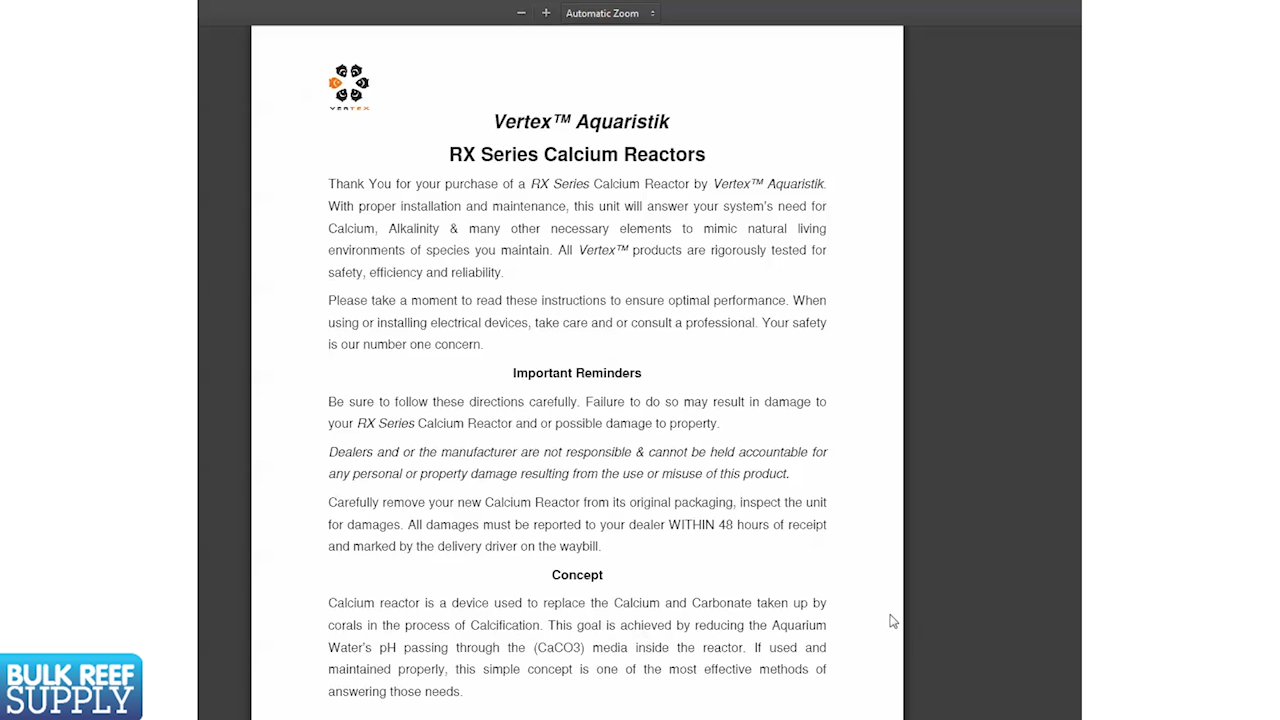 Automatic Zoom
VERTEX
Vertex™ Aquaristik
RX Series Calcium Reactors
Thank You for your purchase of a RX Series Calcium Reactor by Vertex™ Aquaristik.
With proper installation and maintenance, this unit will answer your system's need for
Calcium, Alkalinity & many other necessary elements to mimic natural living
environments of species you maintain. All Vertex™ products are rigorously tested for
safety, efficiency and reliability.
Please take a moment to read these instructions to ensure optimal performance. When
using or installing electrical devices, take care and or consult a professional. Your safety
is our number one concern.
Important Reminders
Be sure to follow these directions carefully. Failure to do so may result in damage to
your RX Series Calcium Reactor and or possible damage to property.
Dealers and or the manufacturer are not responsible & cannot be held accountable for
any personal or property damage resulting from the use or misuse of this product.
Carefully remove your new Calcium Reactor from its original packaging, inspect the unit
for damages. All damages must be reported to your dealer WITHIN 48 hours of receipt
and marked by the delivery driver on the waybill.
Concept
Calcium reactor is a device used to replace the Calcium and Carbonate taken up by
corals in the process of Calcification. This goal is achieved by reducing the Aquarium
Water's pH passing through the (CaCO3) media inside the reactor. If used and
maintained properly, this simple concept is one of the most effective methods of
answering those needs.
BULK REEF
SUPPLY